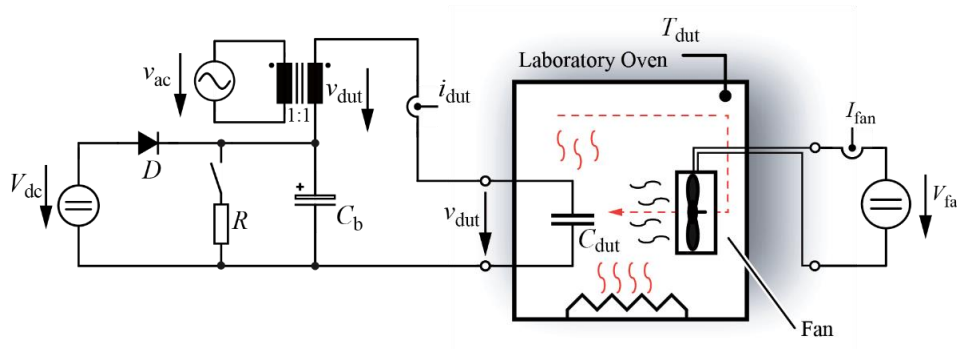 T_dut
Laboratory Oven
v_ac
v_dut
1:1
i_dut
I_fan
D
V_dc
R
+
C_b
v_dut
C_dut
V_fa
Fan